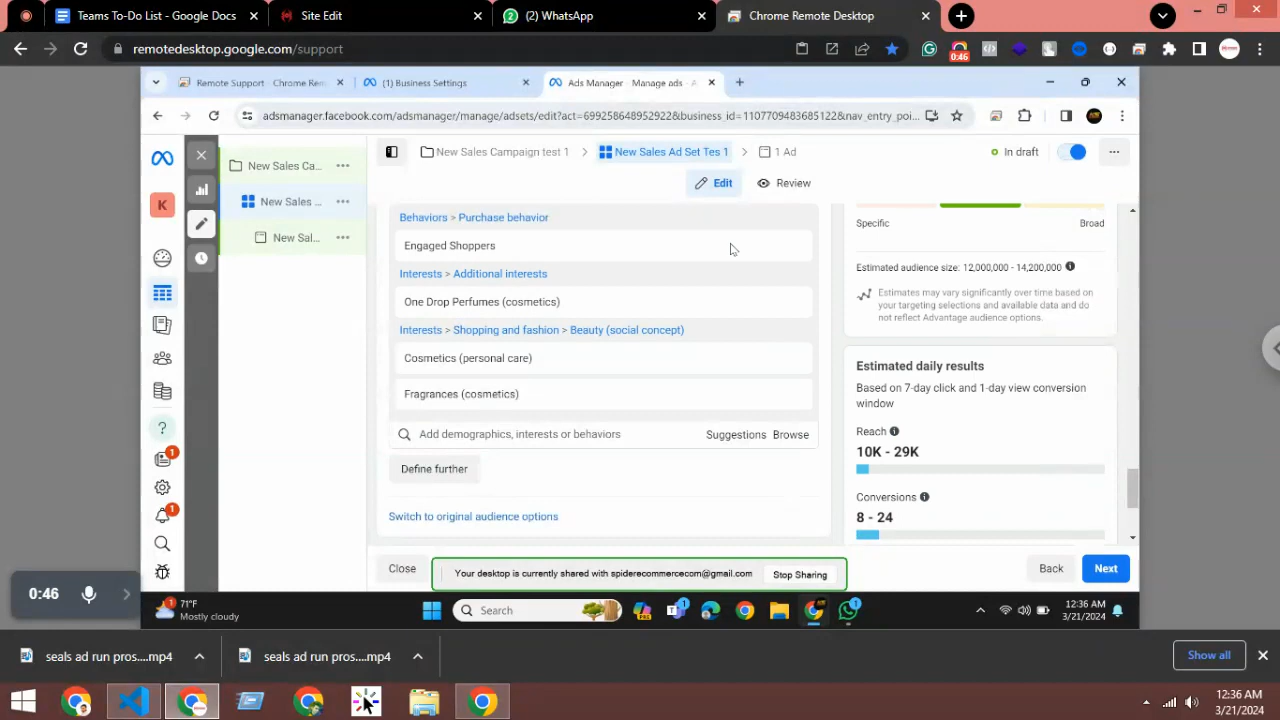 Teams To-Do List - Google Docs
Site Edit
(2) WhatsApp
Chrome Remote Desktop
remotedesktop.google.com/support
0:46
Remote Support - Chrome Rem
(1) Business Settings
Ads Manager - Manage ads - A
adsmanager.facebook.com/adsmanager/manage/adsets/edit?act=699258648952922&business_id=1107709483685122&nav_entry_poi...
New Sales Campaign test 1
New Sales Ad Set Tes 1
1 Ad
In draft
New Sales Ca...
Edit
Review
K
New Sales ...
New Sal...
Behaviors > Purchase behavior
Engaged Shoppers
Interests > Additional interests
One Drop Perfumes (cosmetics)
Interests > Shopping and fashion > Beauty (social concept)
Cosmetics (personal care)
Fragrances (cosmetics)
Add demographics, interests or behaviors
Suggestions
Browse
Define further
Switch to original audience options
Specific
Broad
Estimated audience size: 12,000,000 - 14,200,000
Estimates may vary significantly over time based on
your targeting selections and available data and do
not reflect Advantage audience options.
Estimated daily results
Based on 7-day click and 1-day view conversion
window
Reach
10K - 29K
Conversions
8 - 24
1
1
Close
Your desktop is currently shared with spiderecommercecom@gmail.com
Stop Sharing
Back
Next
0:46
1
71°F
Mostly cloudy
Search
PRE
1
1
12:36 AM
3/21/2024
seals ad run pros....mp4
seals ad run pros....mp4
Show all
12:36 AM
3/21/2024